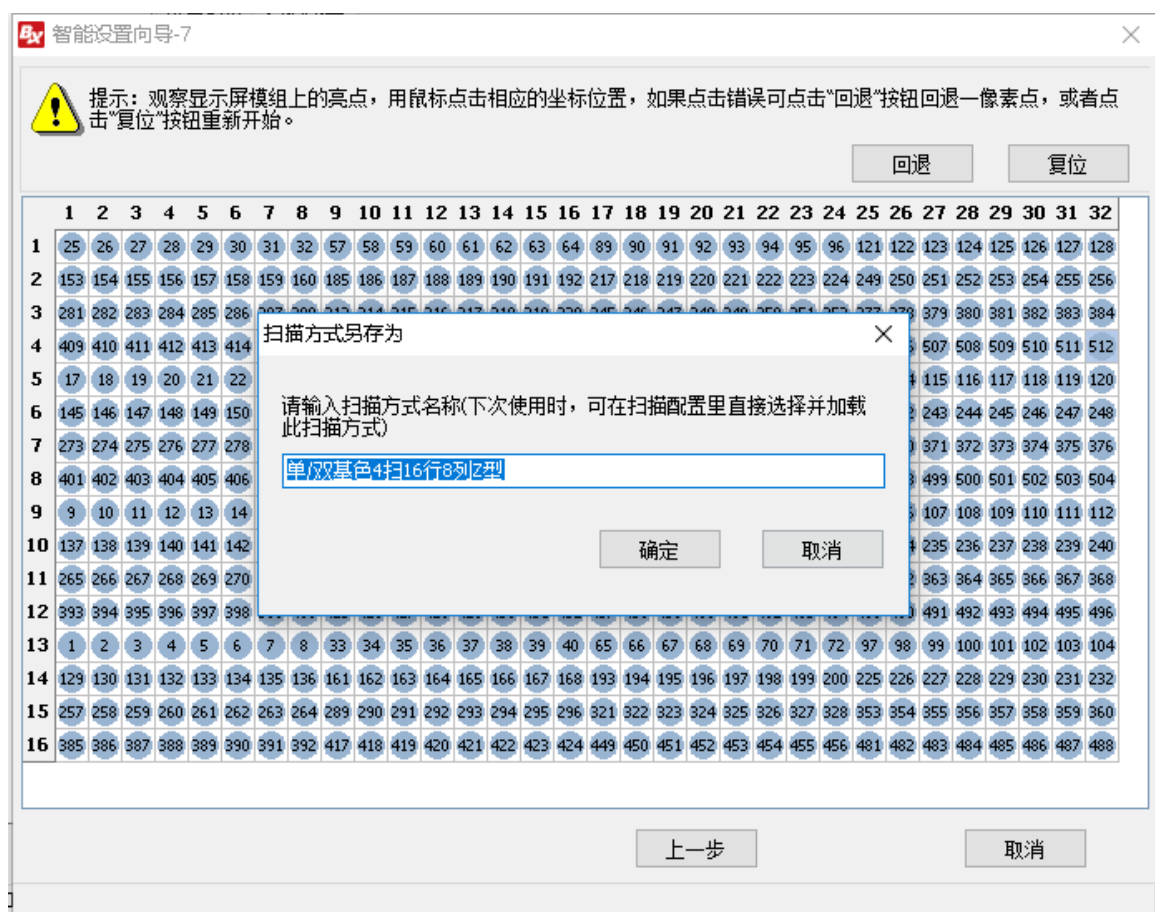 BX 智能设置向导-7
提示：观察显示屏模组上的亮点，用鼠标点击相应的坐标位置，如果点击错误可点击“回退”按钮回退一像素点，或者点
击“复位”按钮重新开始。
回退 复位
1 2 3 4 5 6 7 8 9 10 11 12 13 14 15 16 17 18 19 20 21 22 23 24 25 26 27 28 29 30 31 32
1 25 26 27 28 29 30 31 32 57 58 59 60 61 62 63 64 89 90 91 92 93 94 95 96 121 122 123 124 125 126 127 128
2 153 154 155 156 157 158 159 160 185 186 187 188 189 190 191 192 217 218 219 220 221 222 223 224 249 250 251 252 253 254 255 256
3 281 282 283 284 285 286 379 380 381 382 383 384
扫描方式另存为
4 409 410 411 412 413 414 507 508 509 510 511 512
5 17 18 19 20 21 22 115 116 117 118 119 120
请输入扫描方式名称(下次使用时，可在扫描配置里直接选择并加载
此扫描方式)
6 145 146 147 148 149 150 243 244 245 246 247 248
7 273 274 275 276 277 278 371 372 373 374 375 376
单/双基色4扫16行8列Z型
8 401 402 403 404 405 406 499 500 501 502 503 504
9 9 10 11 12 13 14 107 108 109 110 111 112
确定 取消
10 137 138 139 140 141 142 235 236 237 238 239 240
11 265 266 267 268 269 270 363 364 365 366 367 368
12 393 394 395 396 397 398 491 492 493 494 495 496
13 1 2 3 4 5 6 7 8 33 34 35 36 37 38 39 40 65 66 67 68 69 70 71 72 97 98 99 100 101 102 103 104
14 129 130 131 132 133 134 135 136 161 162 163 164 165 166 167 168 193 194 195 196 197 198 199 200 225 226 227 228 229 230 231 232
15 257 258 259 260 261 262 263 264 289 290 291 292 293 294 295 296 321 322 323 324 325 326 327 328 353 354 355 356 357 358 359 360
16 385 386 387 388 389 390 391 392 417 418 419 420 421 422 423 424 449 450 451 452 453 454 455 456 481 482 483 484 485 486 487 488
上一步 取消